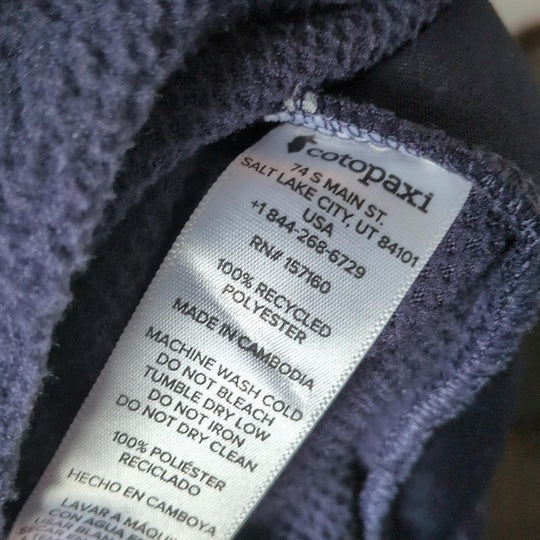 cotopaxi
74 S MAIN ST.
SALT LAKE CITY, UT 84101
USA
+1 844-268-6729
RN# 157160
100% RECYCLED
POLYESTER
MADE IN CAMBODIA
MACHINE WASH COLD
DO NOT BLEACH
TUMBLE DRY LOW
DO NOT IRON
DO NOT DRY CLEAN
100% POLIÉSTER
RECICLADO
HECHO EN CAMBOYA
LAVAR A MÁQUI
CON AGUA
USAR